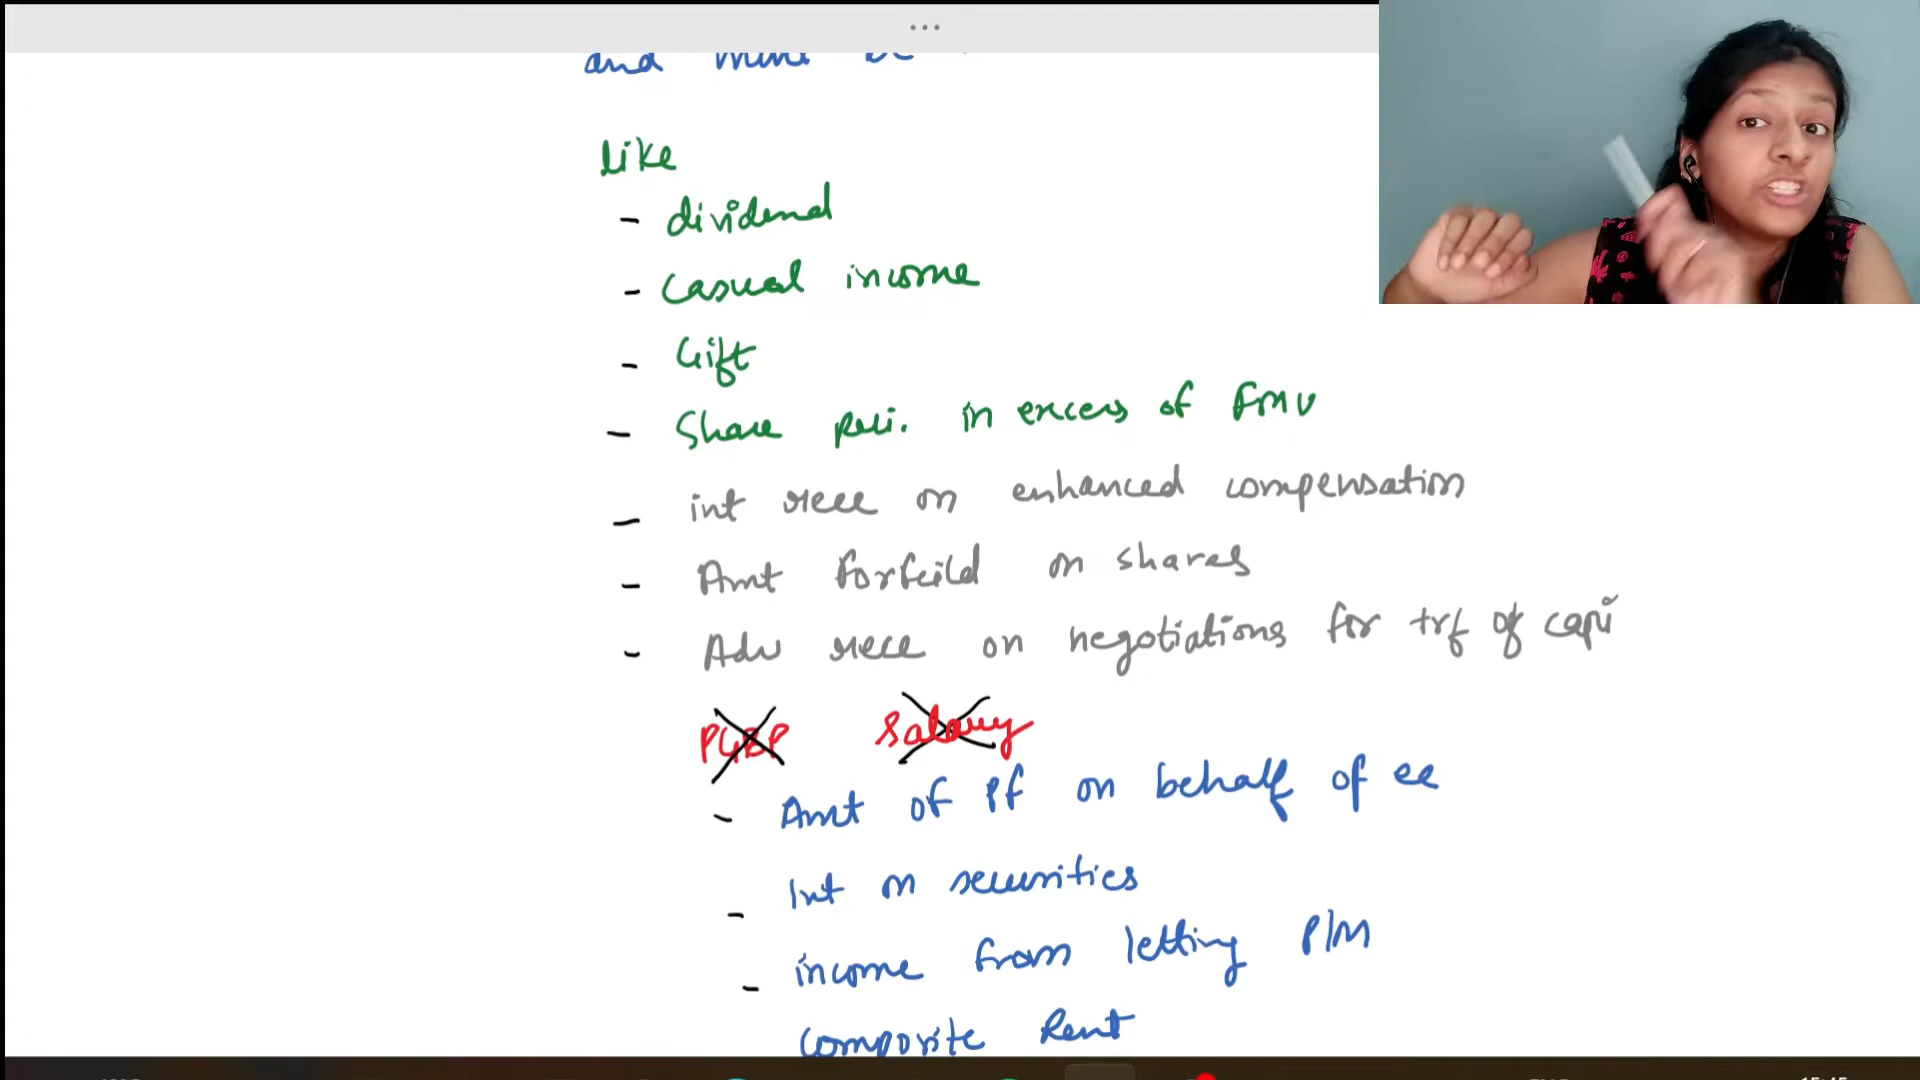 and
Like
- dividend
- Casual income
- Gift
- Share in excess of FMV
- int rece on enhanced compensation
- Amt forfeild on shares
- Adv rece on negotiations for trf of capi
PGBP Salary
- Amt of PF on behalf of ee
- Int on securities
- income from letting P/M
composite Rent